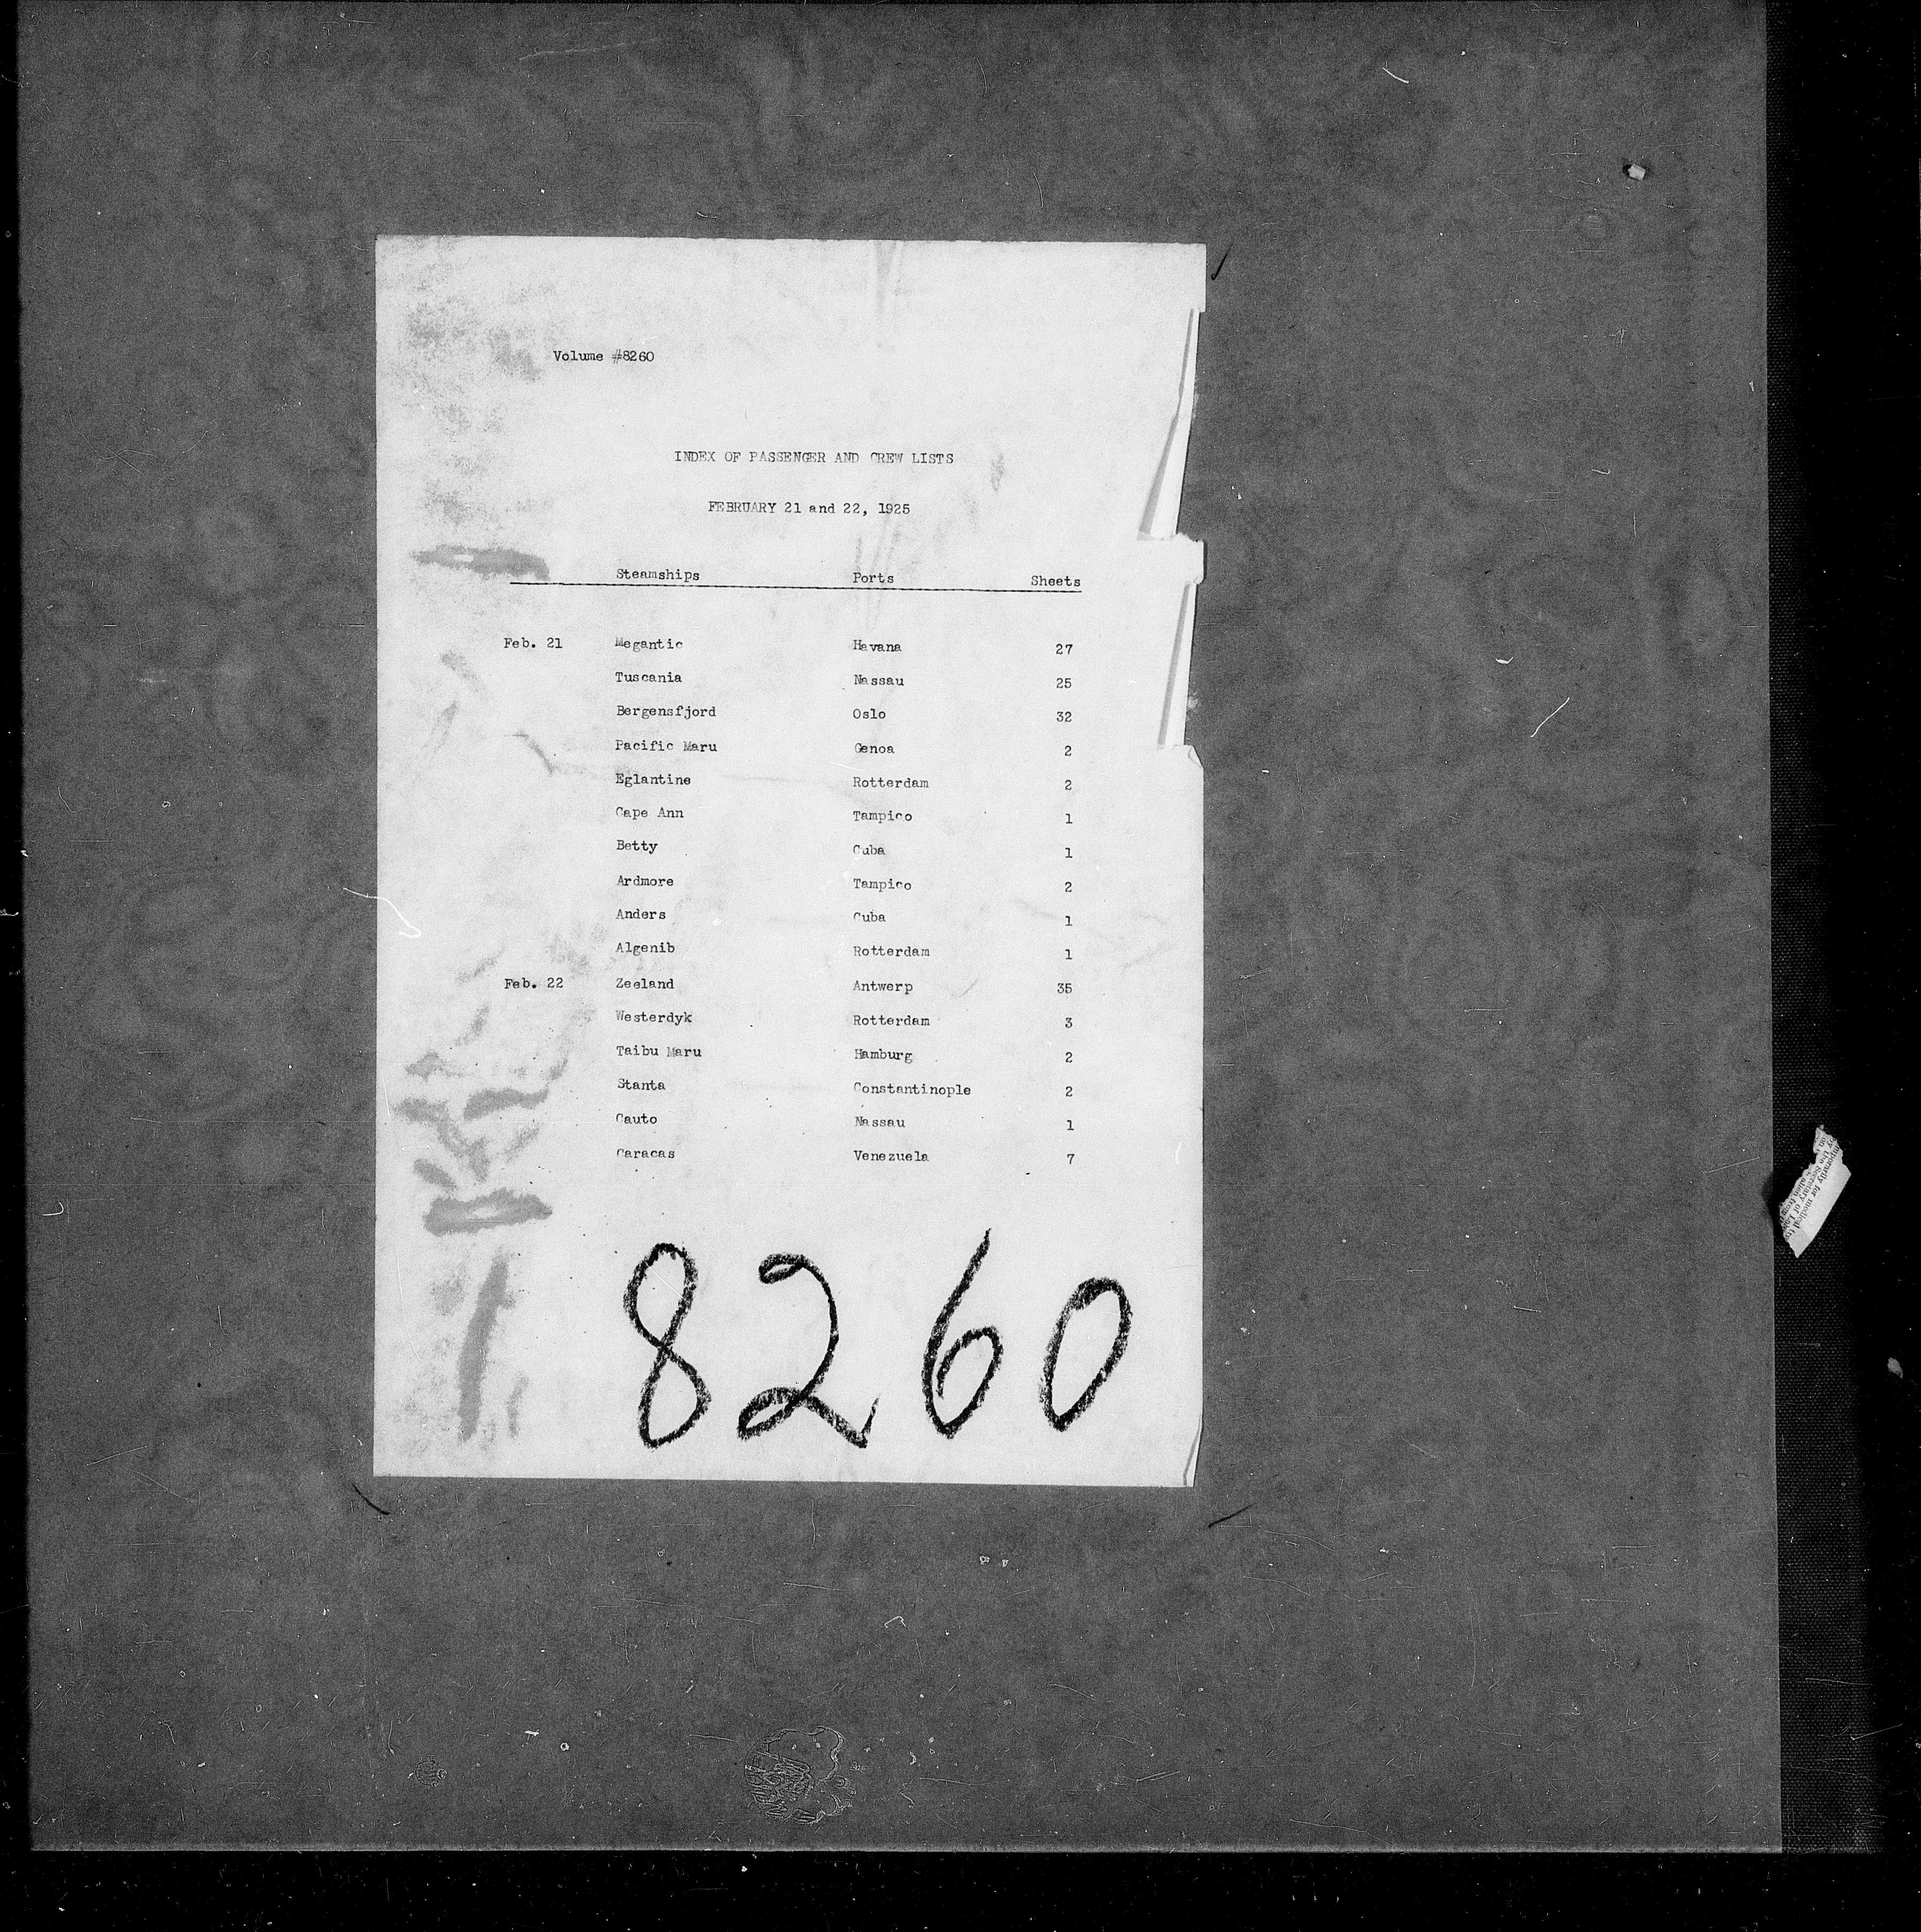 Volume #8260
INDEX OF PASSENGER AND CREW LISTS
FEBRUARY 21 and 22, 1925
Steamships Ports Sheets
Feb. 21 Megantic Havana 27
Tuscania Nassau 25
Bergensfjord Oslo 32
Pacific Maru Genoa 2
Eglantine Rotterdam 2
Cape Ann Tampico 1
Betty Cuba 1
Ardmore Tampico 2
Anders Cuba 1
Algenib Rotterdam 1
Feb. 22 Zeeland Antwerp 35
Westerdyk Rotterdam 3
Taibu Maru Hamburg 2
Stanta Constantinople 2
Cauto Nassau 1
Caracas Venezuela 7
8260